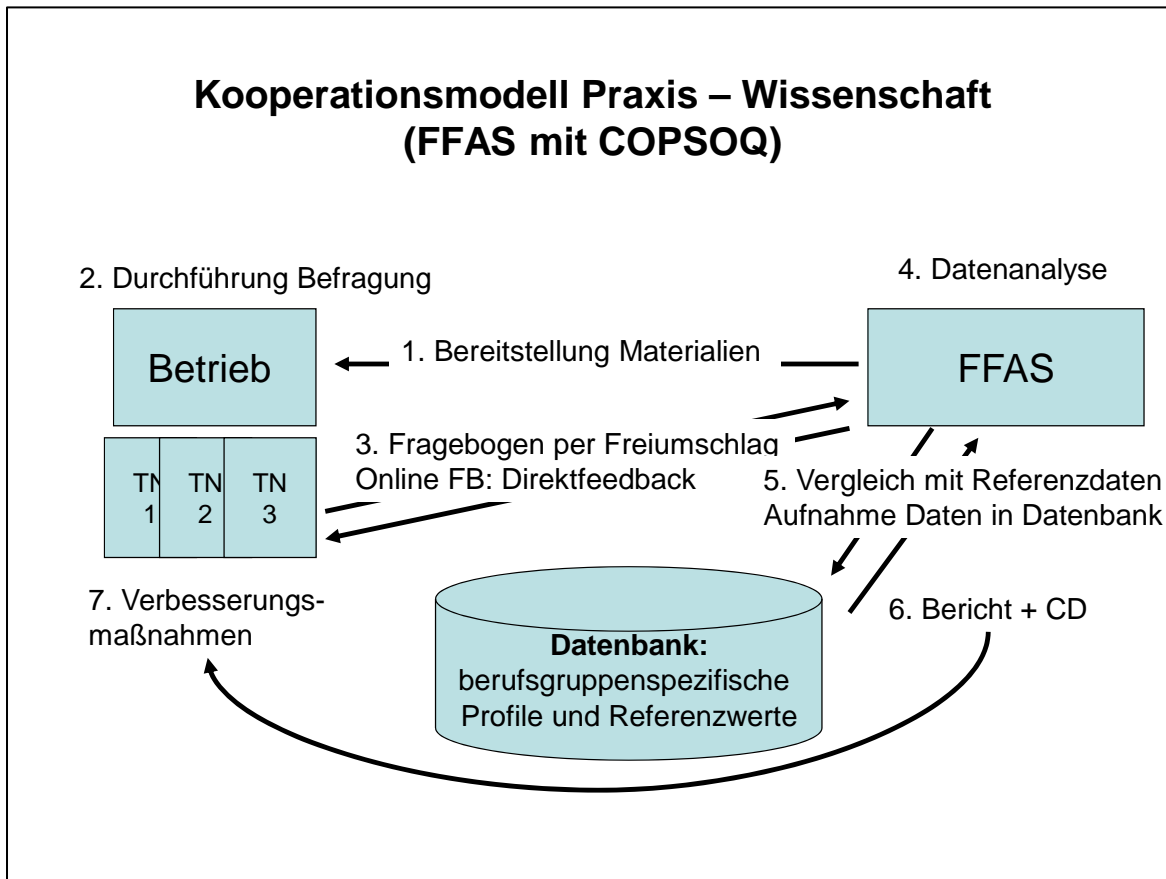 Kooperationsmodell Praxis – Wissenschaft
(FFAS mit COPSOQ)
2. Durchführung Befragung
4. Datenanalyse
Betrieb
1. Bereitstellung Materialien
FFAS
TN
1
TN
2
TN
3
3. Fragebogen per Freiumschlag
Online FB: Direktfeedback
5. Vergleich mit Referenzdaten
Aufnahme Daten in Datenbank
7. Verbesserungs-
maßnahmen
6. Bericht + CD
Datenbank:
berufsgruppenspezifische
Profile und Referenzwerte